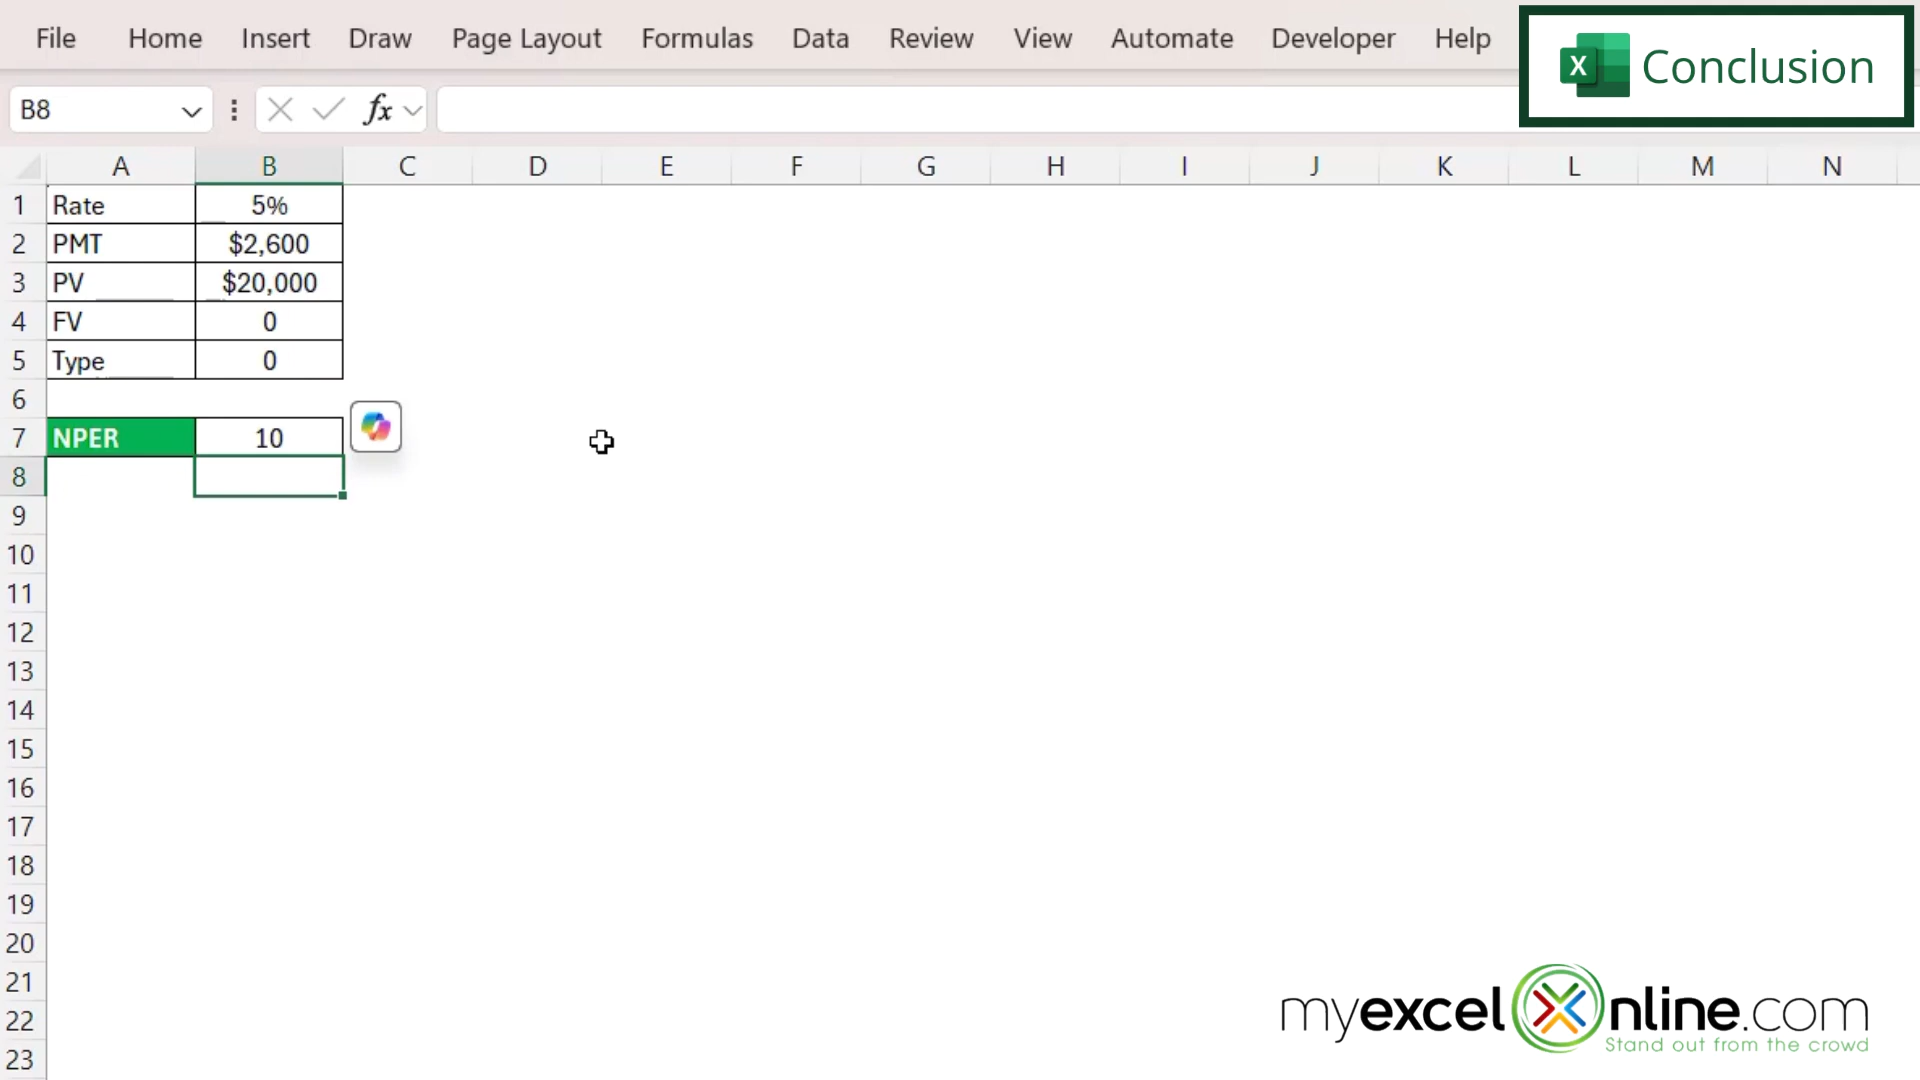 File Home Insert Draw Page Layout Formulas Data Review View Automate Developer Help
X Conclusion
B8 fx
A B C D E F G H I J K L M N
1 Rate 5%
2 PMT $2,600
3 PV $20,000
4 FV 0
5 Type 0
6
7 NPER 10
8
9
10
11
12
13
14
15
16
17
18
19
20
21
22
23
myexcelOnline.com
Stand out from the crowd